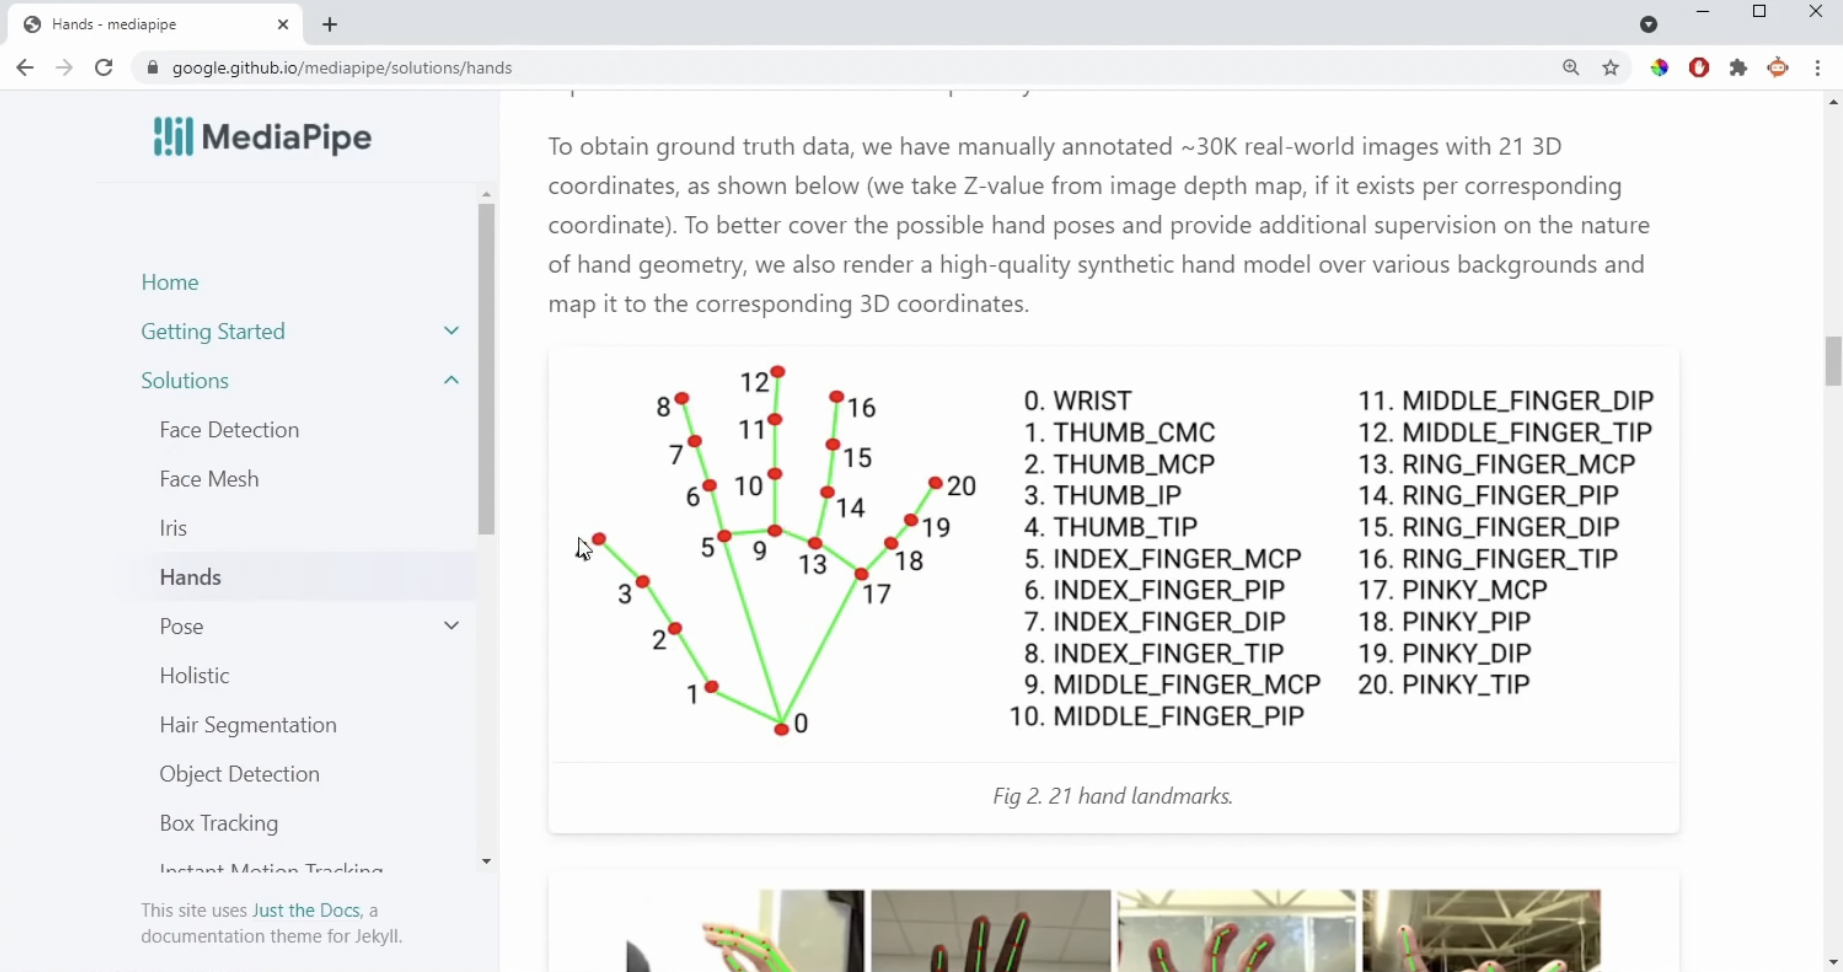 Hands - mediapipe
google.github.io/mediapipe/solutions/hands
MediaPipe
Home
Getting Started
Solutions
Face Detection
Face Mesh
Iris
Hands
Pose
Holistic
Hair Segmentation
Object Detection
Box Tracking
Instant Motion Tracking
This site uses Just the Docs, a
documentation theme for Jekyll.
To obtain ground truth data, we have manually annotated ~30K real-world images with 21 3D
coordinates, as shown below (we take Z-value from image depth map, if it exists per corresponding
coordinate). To better cover the possible hand poses and provide additional supervision on the nature
of hand geometry, we also render a high-quality synthetic hand model over various backgrounds and
map it to the corresponding 3D coordinates.
12
8
16
11
7
15
10
6
20
14
19
5
9
13
18
3
17
2
1
0
0. WRIST
1. THUMB_CMC
2. THUMB_MCP
3. THUMB_IP
4. THUMB_TIP
5. INDEX_FINGER_MCP
6. INDEX_FINGER_PIP
7. INDEX_FINGER_DIP
8. INDEX_FINGER_TIP
9. MIDDLE_FINGER_MCP
10. MIDDLE_FINGER_PIP
11. MIDDLE_FINGER_DIP
12. MIDDLE_FINGER_TIP
13. RING_FINGER_MCP
14. RING_FINGER_PIP
15. RING_FINGER_DIP
16. RING_FINGER_TIP
17. PINKY_MCP
18. PINKY_PIP
19. PINKY_DIP
20. PINKY_TIP
Fig 2. 21 hand landmarks.